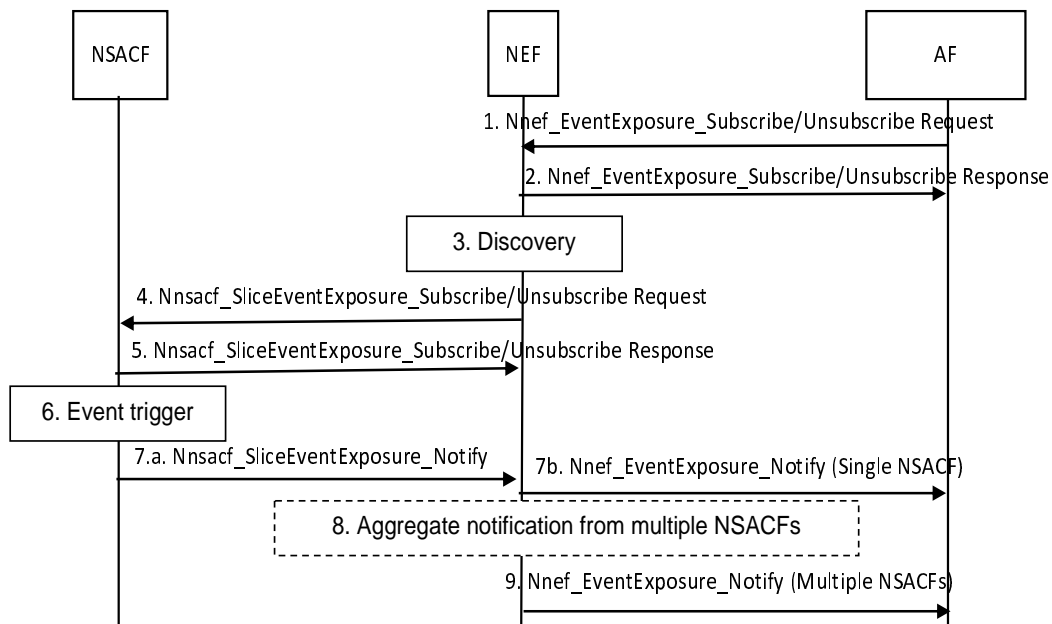 NSACF
NEF
AF
1. Nnef_EventExposure_Subscribe/Unsubscribe Request
2. Nnef_EventExposure_Subscribe/Unsubscribe Response
3. Discovery
4. Nnsacf_SliceEventExposure_Subscribe/Unsubscribe Request
5. Nnsacf_SliceEventExposure_Subscribe/Unsubscribe Response
6. Event trigger
7.a. Nnsacf_SliceEventExposure_Notify
7b. Nnef_EventExposure_Notify (Single NSACF)
8. Aggregate notification from multiple NSACFs
9. Nnef_EventExposure_Notify (Multiple NSACFs)